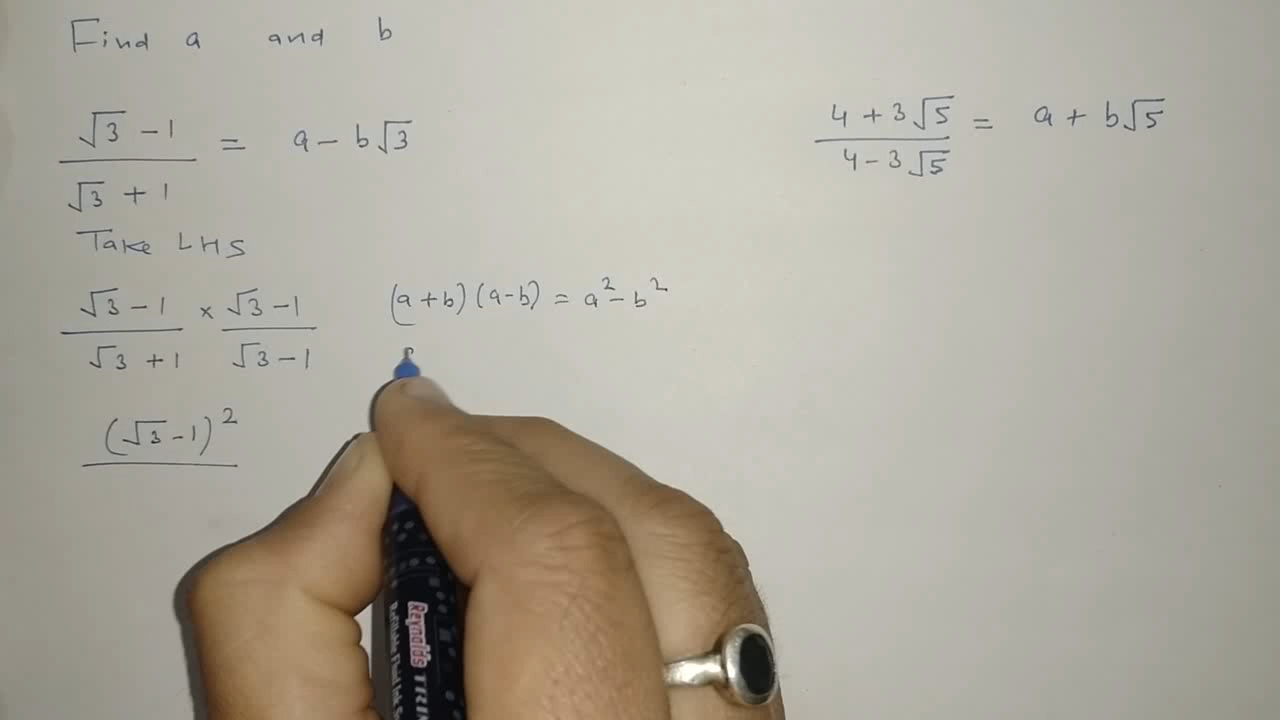 Find a and b
√3 - 1 / √3 + 1 = a - b√3
4 + 3√5 / 4 - 3√5 = a + b√5
Take LHS
√3 - 1 / √3 + 1 × √3 - 1 / √3 - 1
(a + b) (a - b) = a² - b²
(√3 - 1)²
Reynolds TRIM